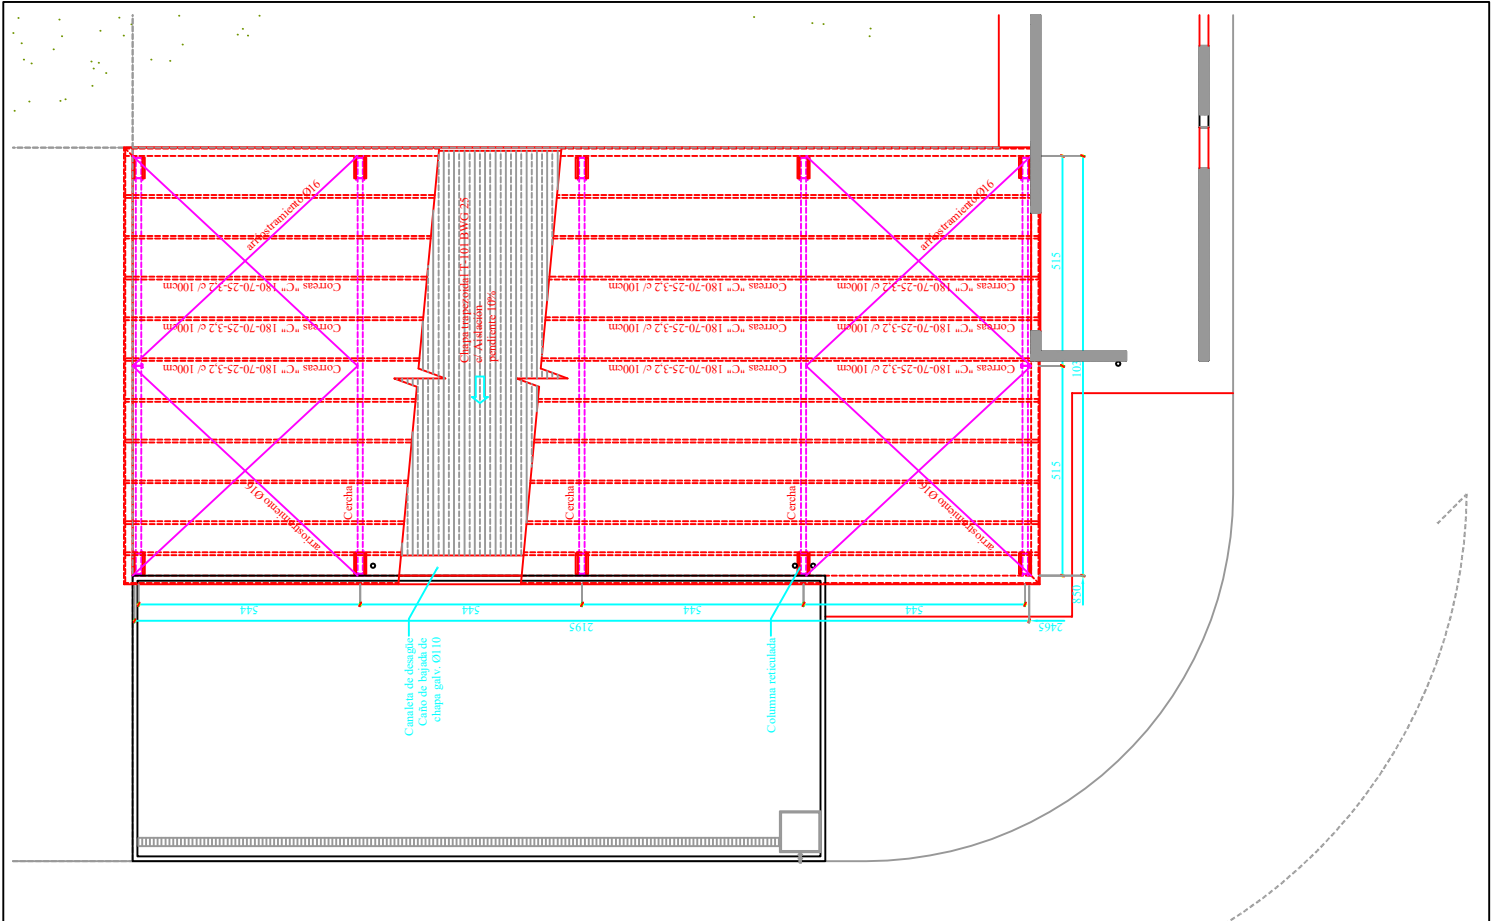 arriostramiento Ø16
arriostramiento Ø16
Chapa trapezoidal T-101 BWG 25
c/ Aislación
pendiente 10%
Correas "C" 180-70-25-3,2 c/ 100cm
Correas "C" 180-70-25-3,2 c/ 100cm
Correas "C" 180-70-25-3,2 c/ 100cm
Correas "C" 180-70-25-3,2 c/ 100cm
Correas "C" 180-70-25-3,2 c/ 100cm
Correas "C" 180-70-25-3,2 c/ 100cm
Correas "C" 180-70-25-3,2 c/ 100cm
Correas "C" 180-70-25-3,2 c/ 100cm
Correas "C" 180-70-25-3,2 c/ 100cm
515
515
arriostramiento Ø16
Cercha
Cercha
Cercha
arriostramiento Ø16
850
544
544
544
544
2195
2465
Canaleta de desagüe
Caño de bajada de
chapa galv. Ø110
Columna reticulada